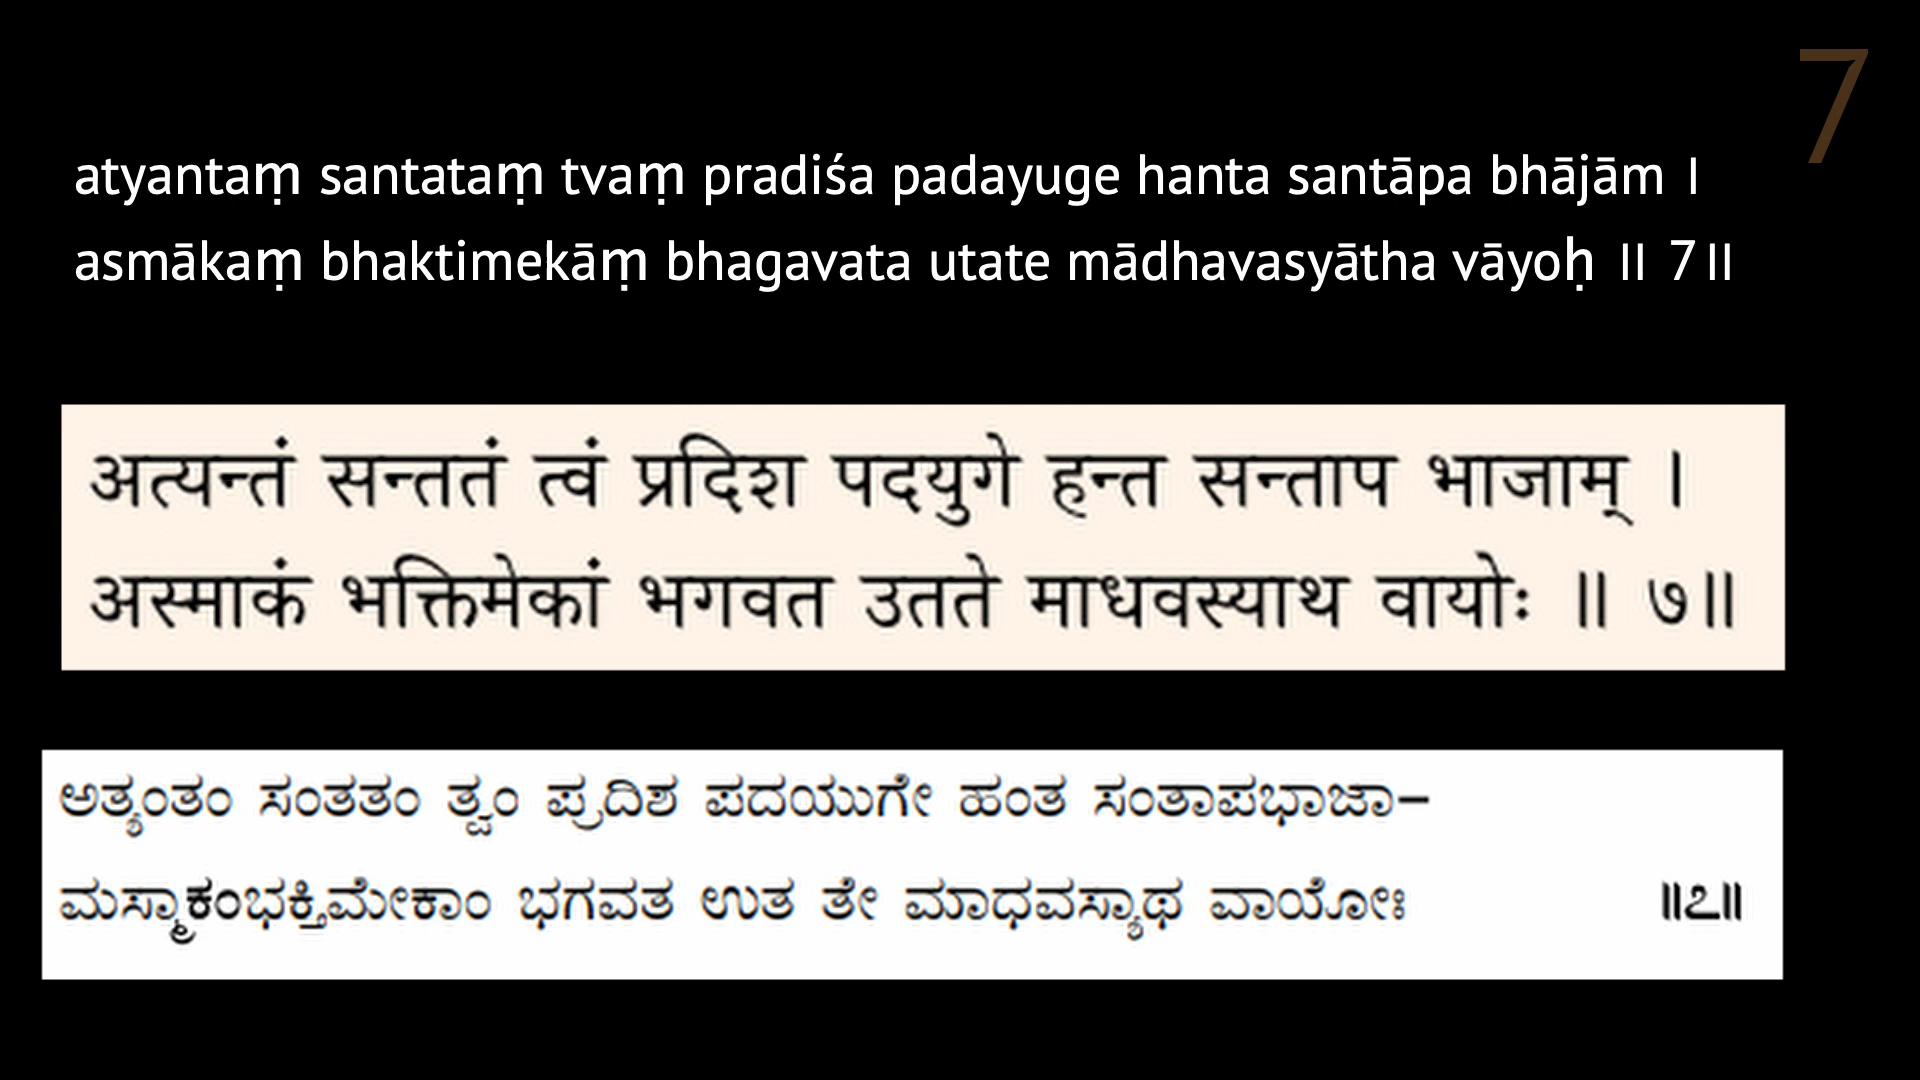 7
atyantaṃ santataṃ tvaṃ pradiśa padayuge hanta santāpa bhājām ।
asmākaṃ bhaktimekāṃ bhagavata utate mādhavasyātha vāyoḥ ॥ 7॥
अत्यन्तं सन्ततं त्वं प्रदिश पदयुगे हन्त सन्ताप भाजाम् ।
अस्माकं भक्तिमेकां भगवत उतते माधवस्याथ वायोः ॥ ७॥
ಅತ್ಯಂತಂ ಸಂತತಂ ತ್ವಂ ಪ್ರದಿಶ ಪದಯುಗೇ ಹಂತ ಸಂತಾಪಭಾಜಾ–
ಮಸ್ಮಾಕಂಭಕ್ತಿಮೇಕಾಂ ಭಗವತ ಉತ ತೇ ಮಾಧವಸ್ಯಾಥ ವಾಯೋಃ ॥೭॥